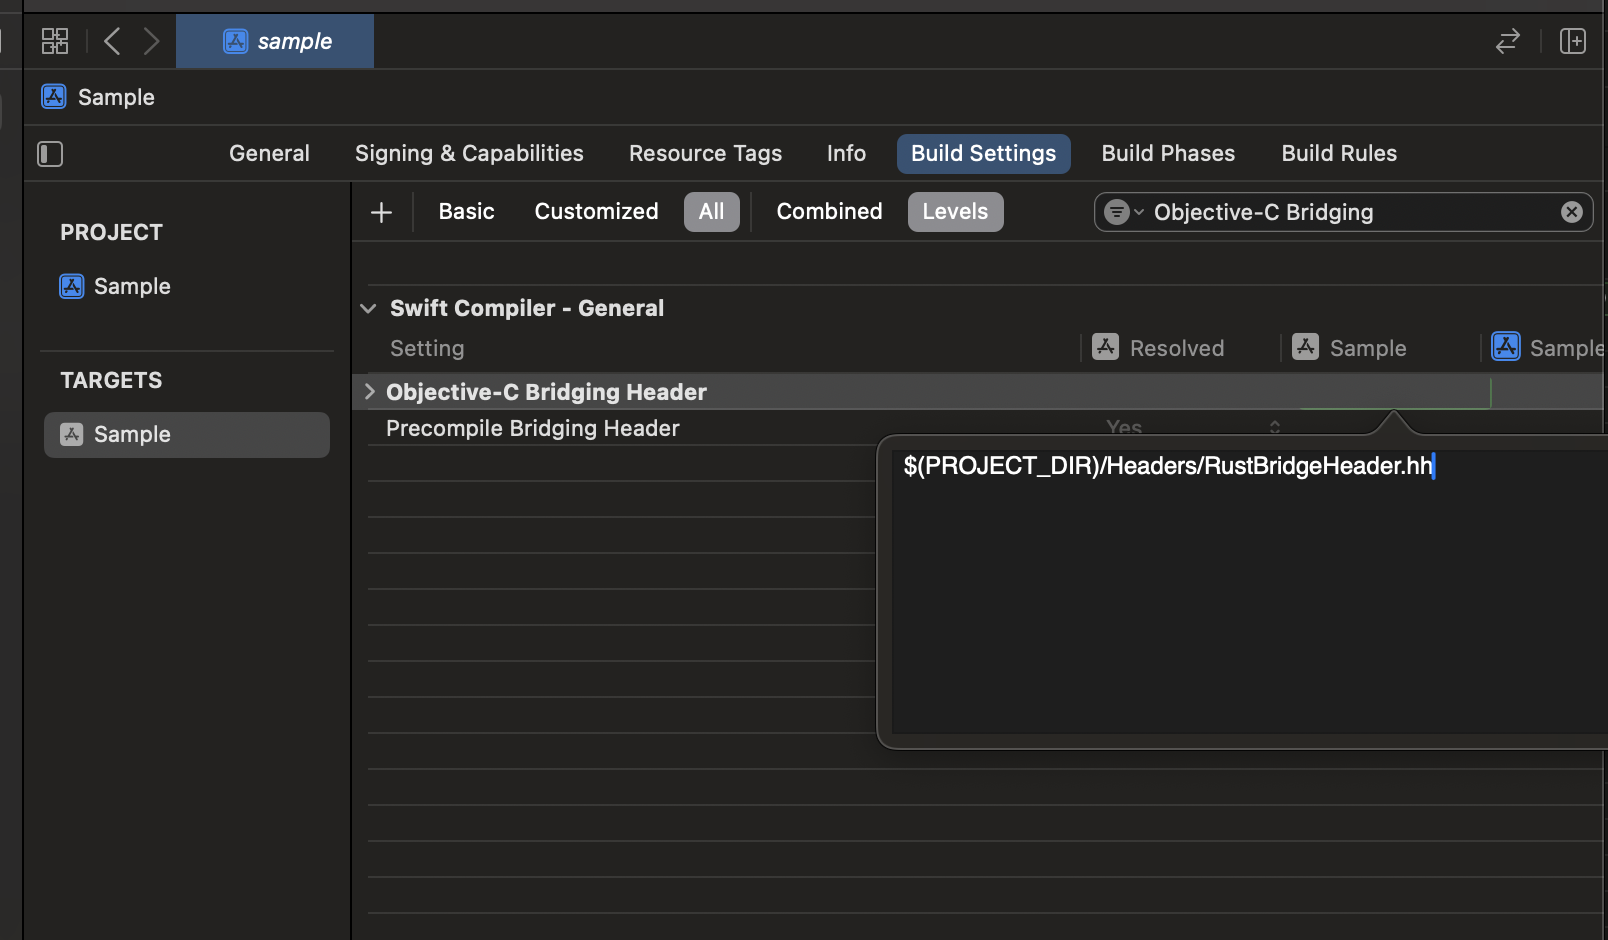 sample
Sample
General Signing & Capabilities Resource Tags Info Build Settings Build Phases Build Rules
PROJECT
Sample
TARGETS
Sample
Basic Customized All Combined Levels Objective-C Bridging
Swift Compiler - General
Setting Resolved Sample Sample
Objective-C Bridging Header
Precompile Bridging Header Yes
$(PROJECT_DIR)/Headers/RustBridgeHeader.hh